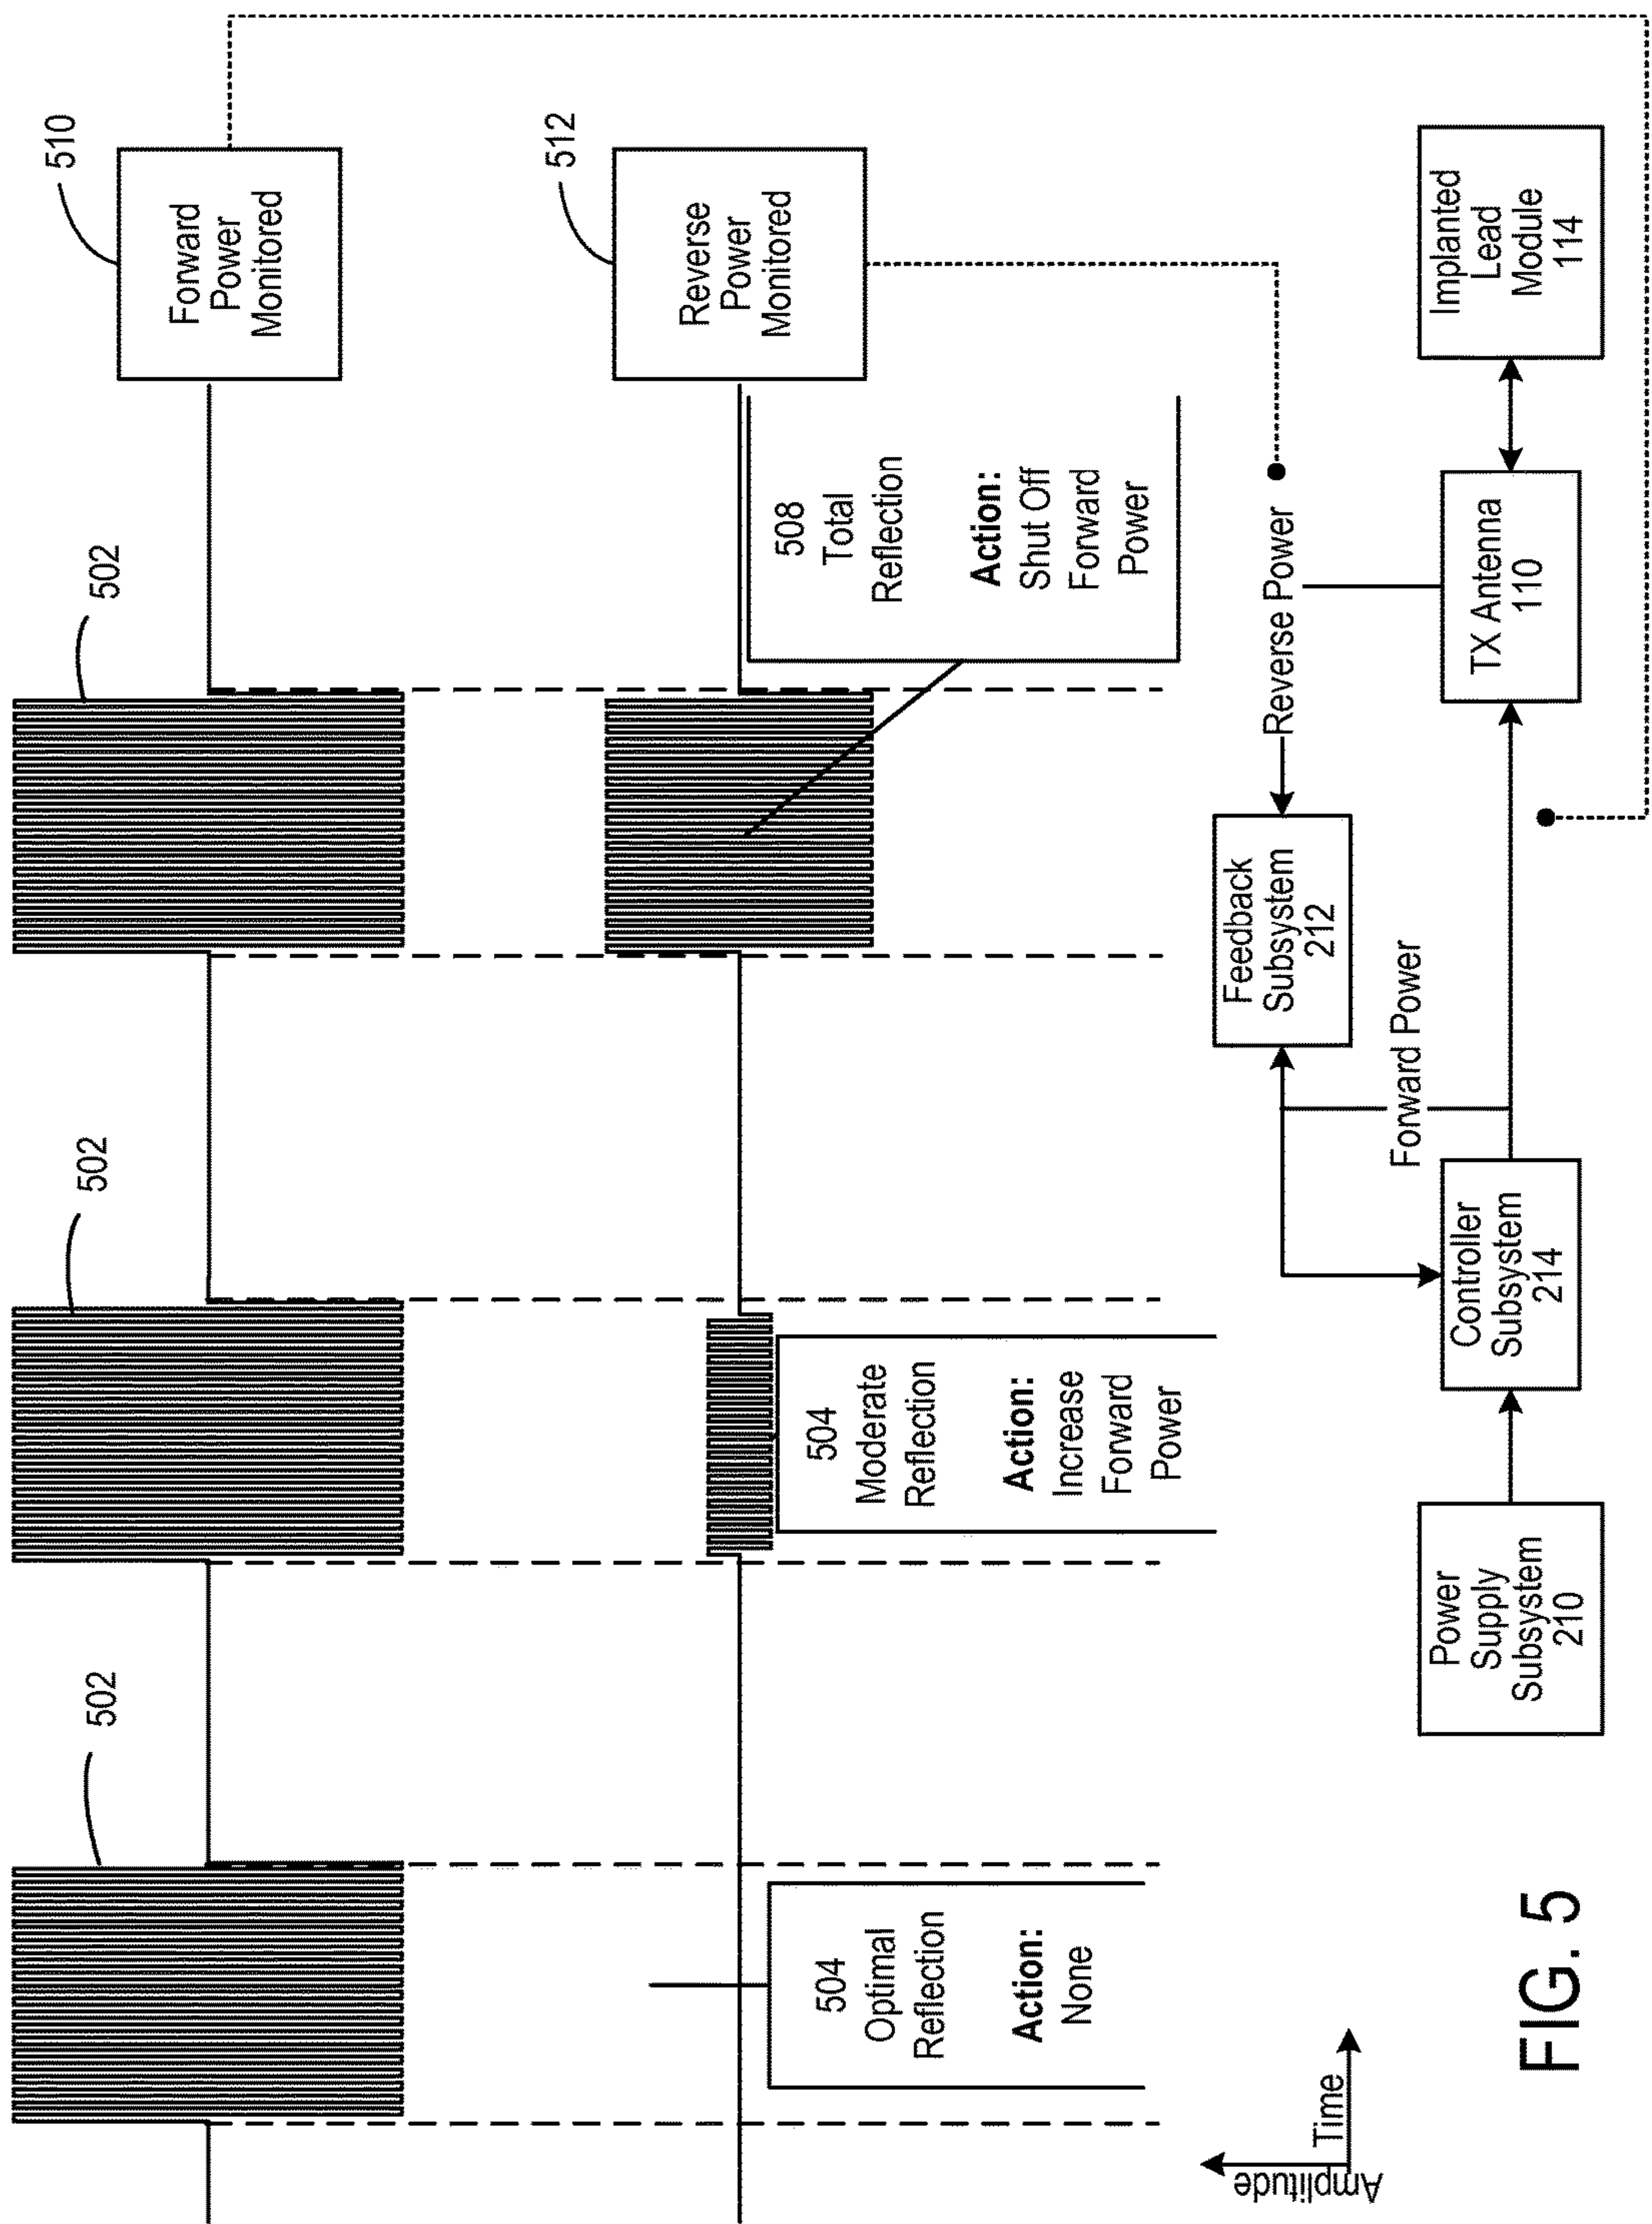 502
502
502
510
Forward
Power
Monitored
512
Reverse
Power
Monitored
504
Optimal
Reflection
Action:
None
504
Moderate
Reflection
Action:
Increase
Forward
Power
508
Total
Reflection
Action:
Shut Off
Forward
Power
Amplitude
Time
Feedback
Subsystem
212
Reverse Power
Forward Power
Power
Supply
Subsystem
210
Controller
Subsystem
214
TX Antenna
110
Implanted
Lead
Module
114
FIG. 5